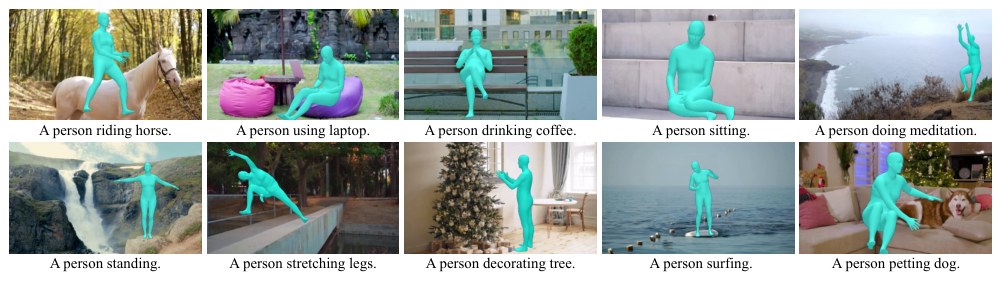 A person riding horse.
A person using laptop.
A person drinking coffee.
A person sitting.
A person doing meditation.
A person standing.
A person stretching legs.
A person decorating tree.
A person surfing.
A person petting dog.